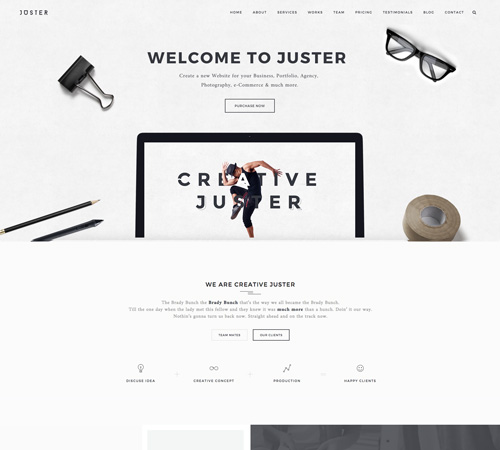 JUSTER
HOME ABOUT SERVICES WORKS TEAM PRICING TESTIMONIALS BLOG CONTACT
WELCOME TO JUSTER
Create a new Website for your Business, Portfolio, Agency,
Photography, e-Commerce & much more.
PURCHASE NOW
CREATIVE
JUSTER
WE ARE CREATIVE JUSTER
The Brady Bunch the Brady Bunch that's the way we all became the Brady Bunch.
Till the one day when the lady met this fellow and they knew it was much more than a hunch. Doin' it our way.
Nothin's gonna turn us back now. Straight ahead and on the track now.
TEAM MATES OUR CLIENTS
DISCUSS IDEA CREATIVE CONCEPT PRODUCTION HAPPY CLIENTS